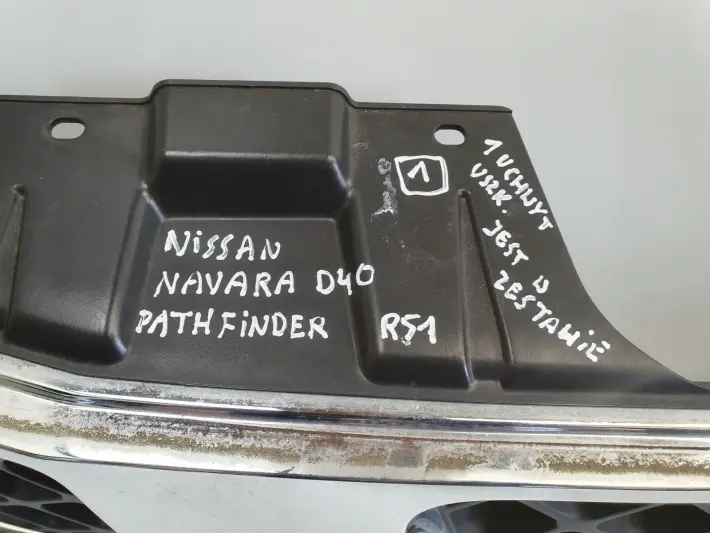 1
1 UCHWYT
USZK. JEST W
ZESTAWIE
NiSSAN
NAVARA D40
PATHFiNDER R51